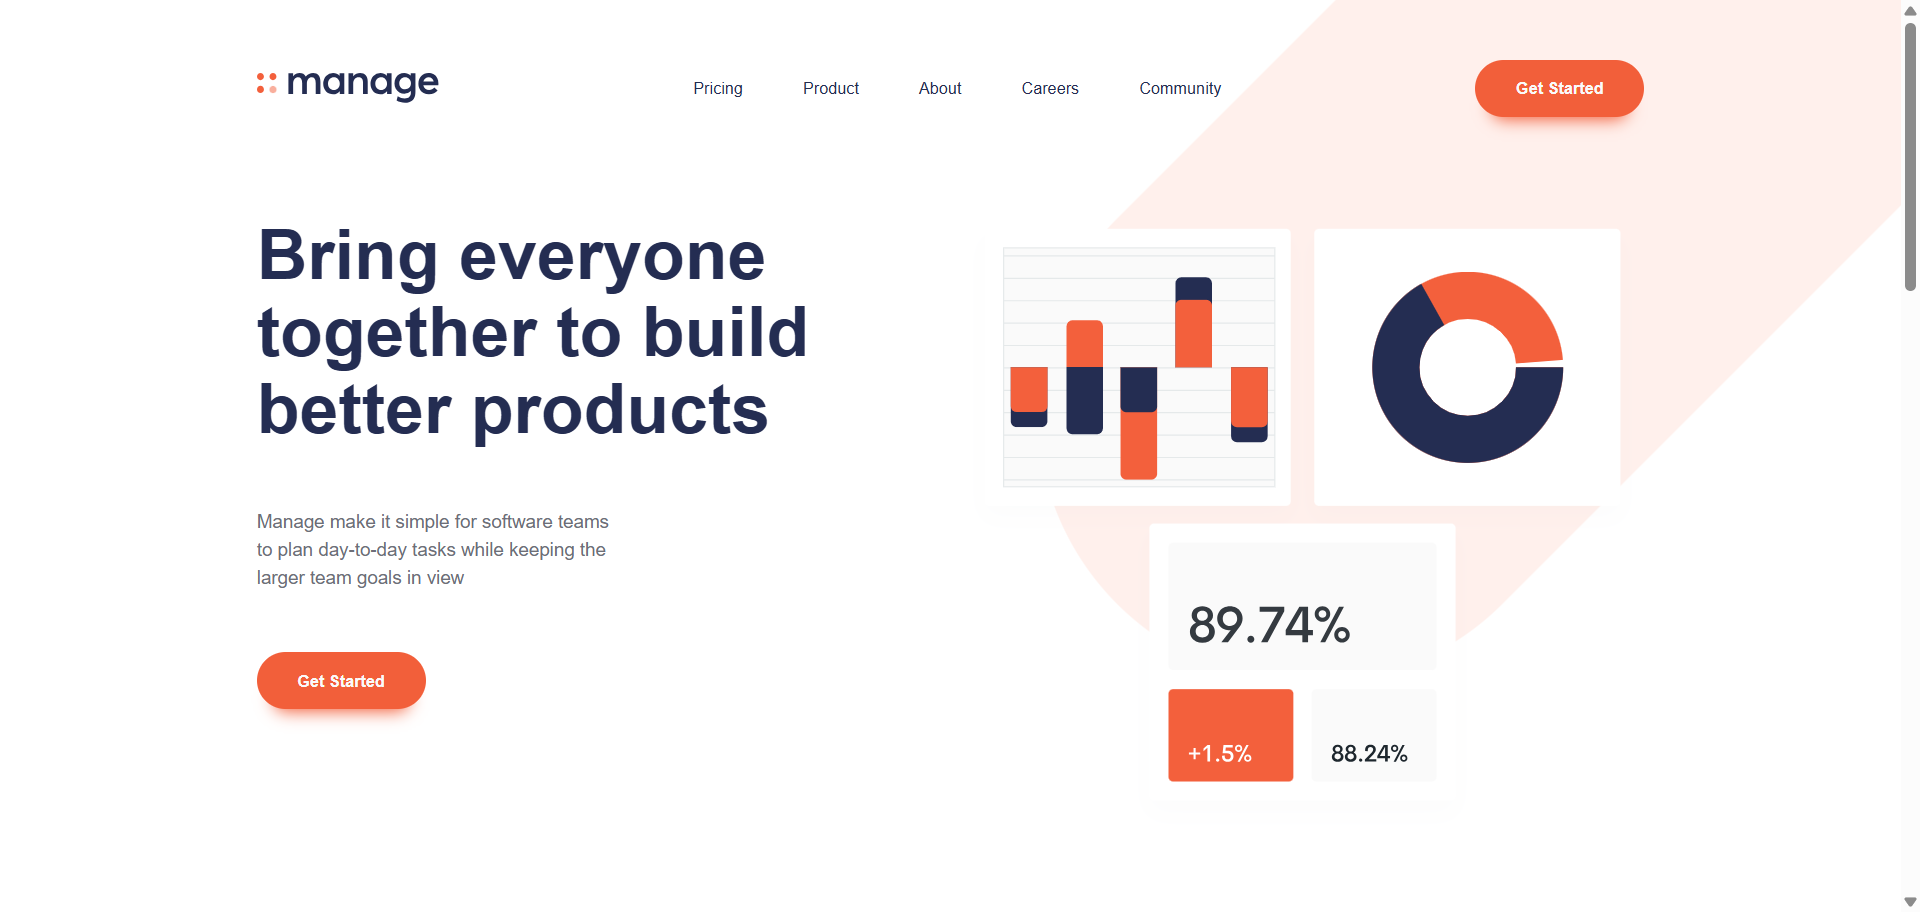 manage
Pricing
Product
About
Careers
Community
Get Started
Bring everyone
together to build
better products
Manage make it simple for software teams
to plan day-to-day tasks while keeping the
larger team goals in view
Get Started
89.74%
+1.5%
88.24%